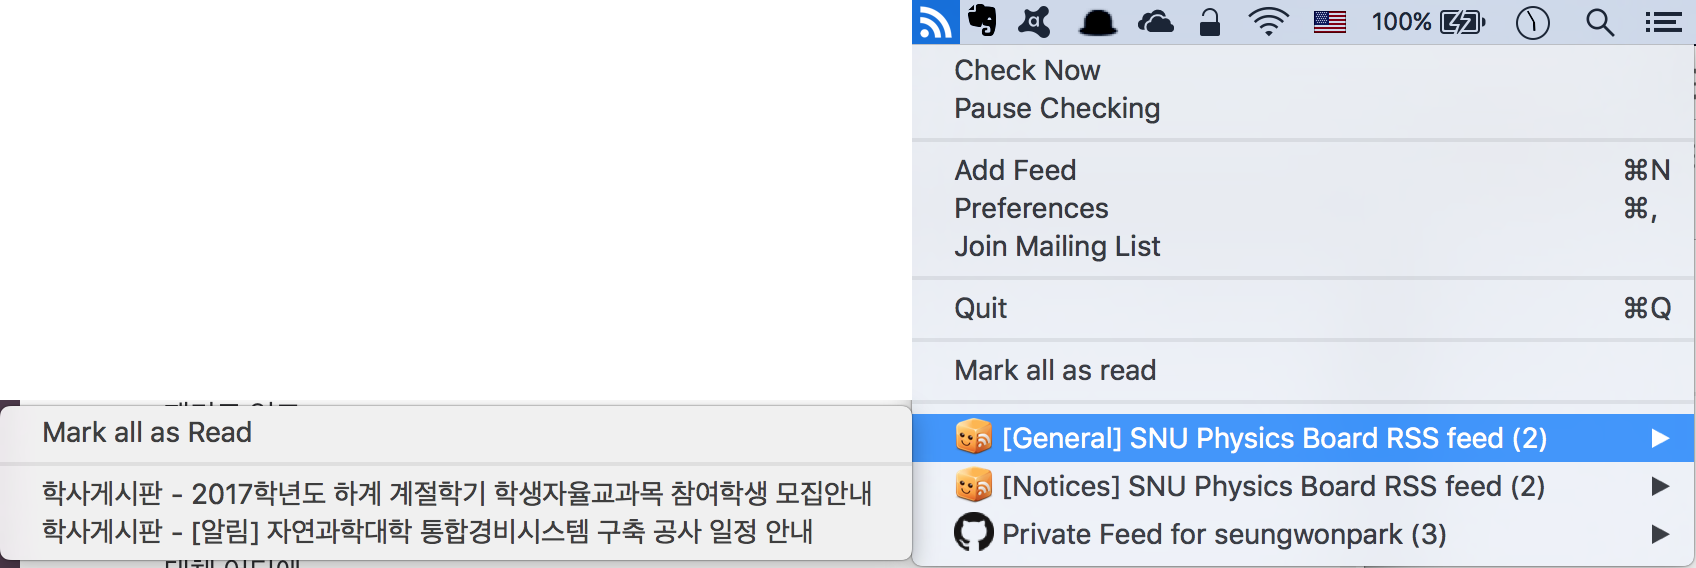 100%
Check Now
Pause Checking
Add Feed ⌘N
Preferences ⌘,
Join Mailing List
Quit ⌘Q
Mark all as read
[General] SNU Physics Board RSS feed (2)
[Notices] SNU Physics Board RSS feed (2)
Private Feed for seungwonpark (3)
Mark all as Read
학사게시판 - 2017학년도 하계 계절학기 학생자율교과목 참여학생 모집안내
학사게시판 - [알림] 자연과학대학 통합경비시스템 구축 공사 일정 안내